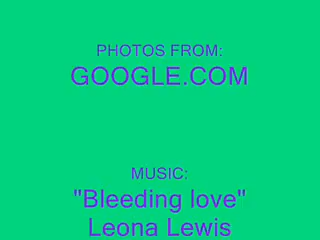 PHOTOS FROM:
GOOGLE.COM
MUSIC:
"Bleeding love"
Leona Lewis